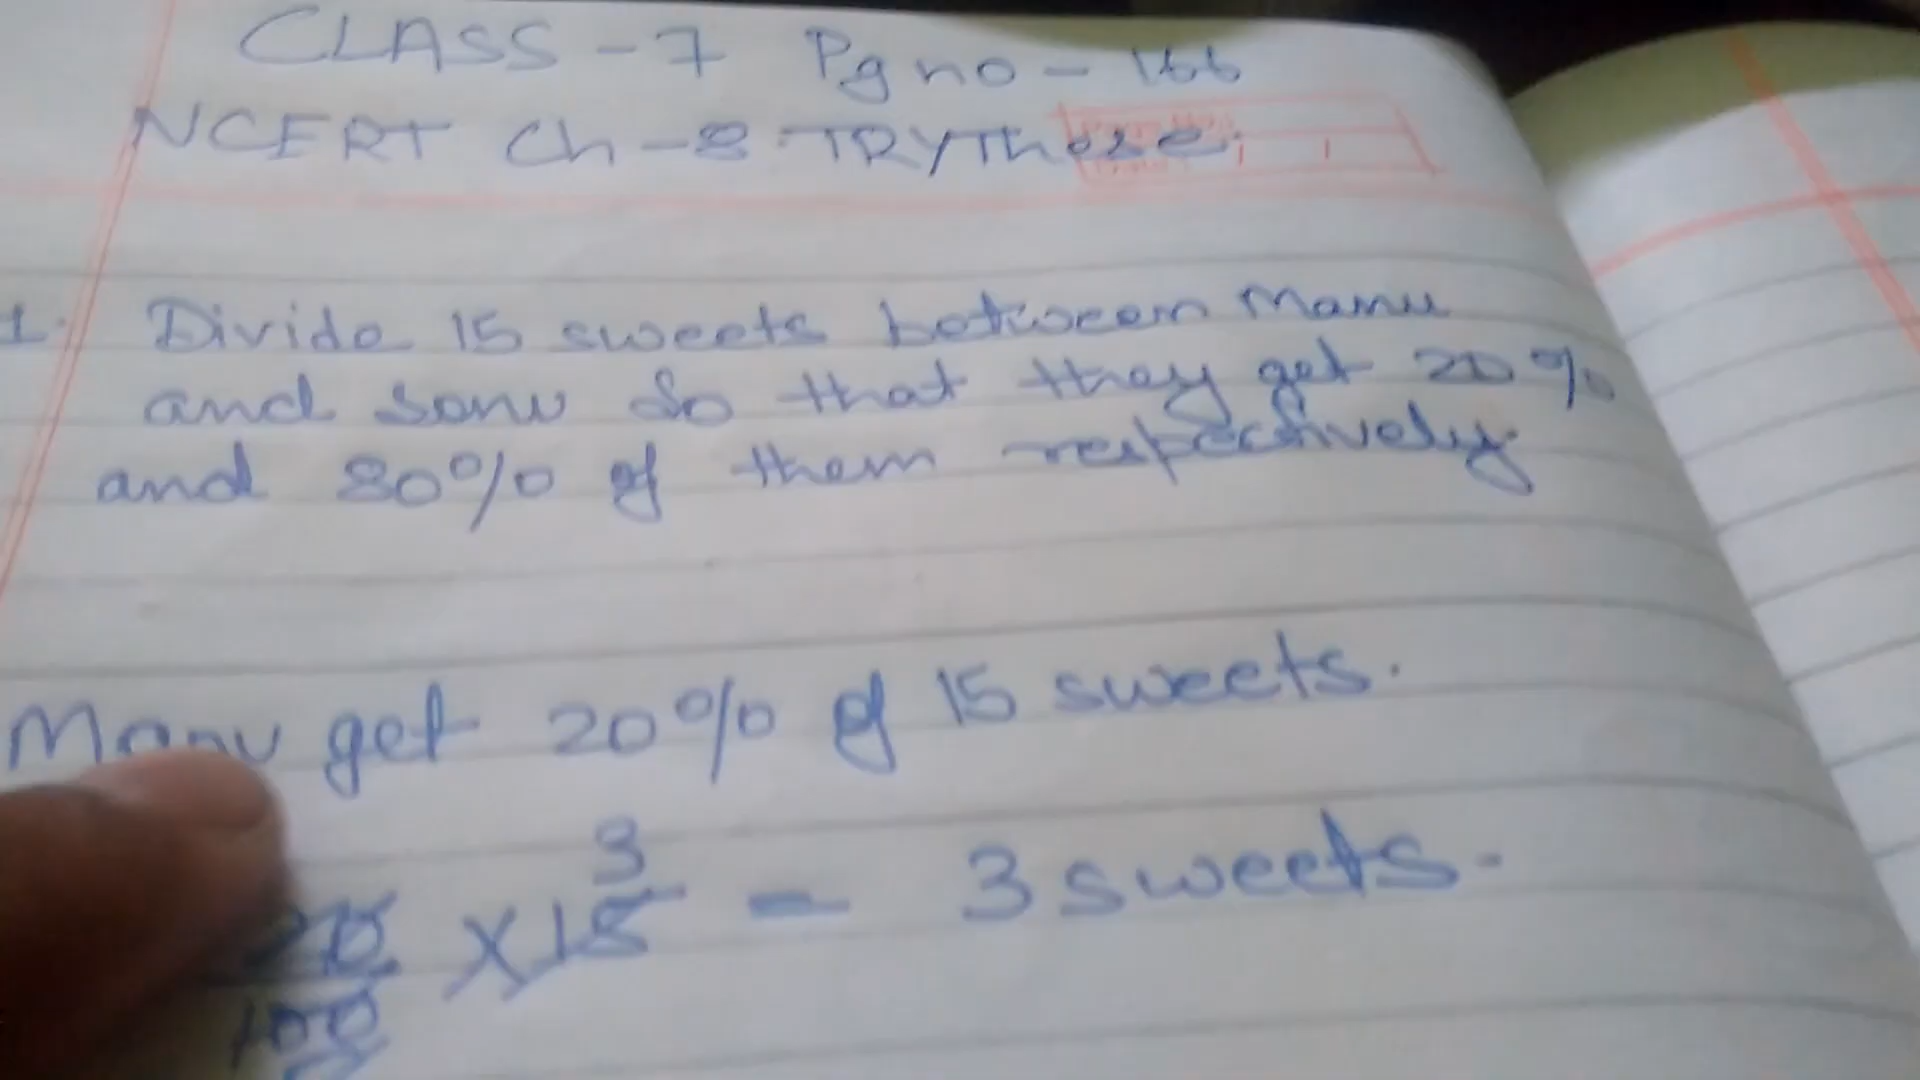 CLASS - 7 Pg no - 166
NCERT Ch - 8 TRY These
1. Divide 15 sweets between Manu
and sonu so that they get 20%
and 80% of them respectively.
Manu get 20% of 15 sweets.
3
20 × 15 = 3 sweets.
100